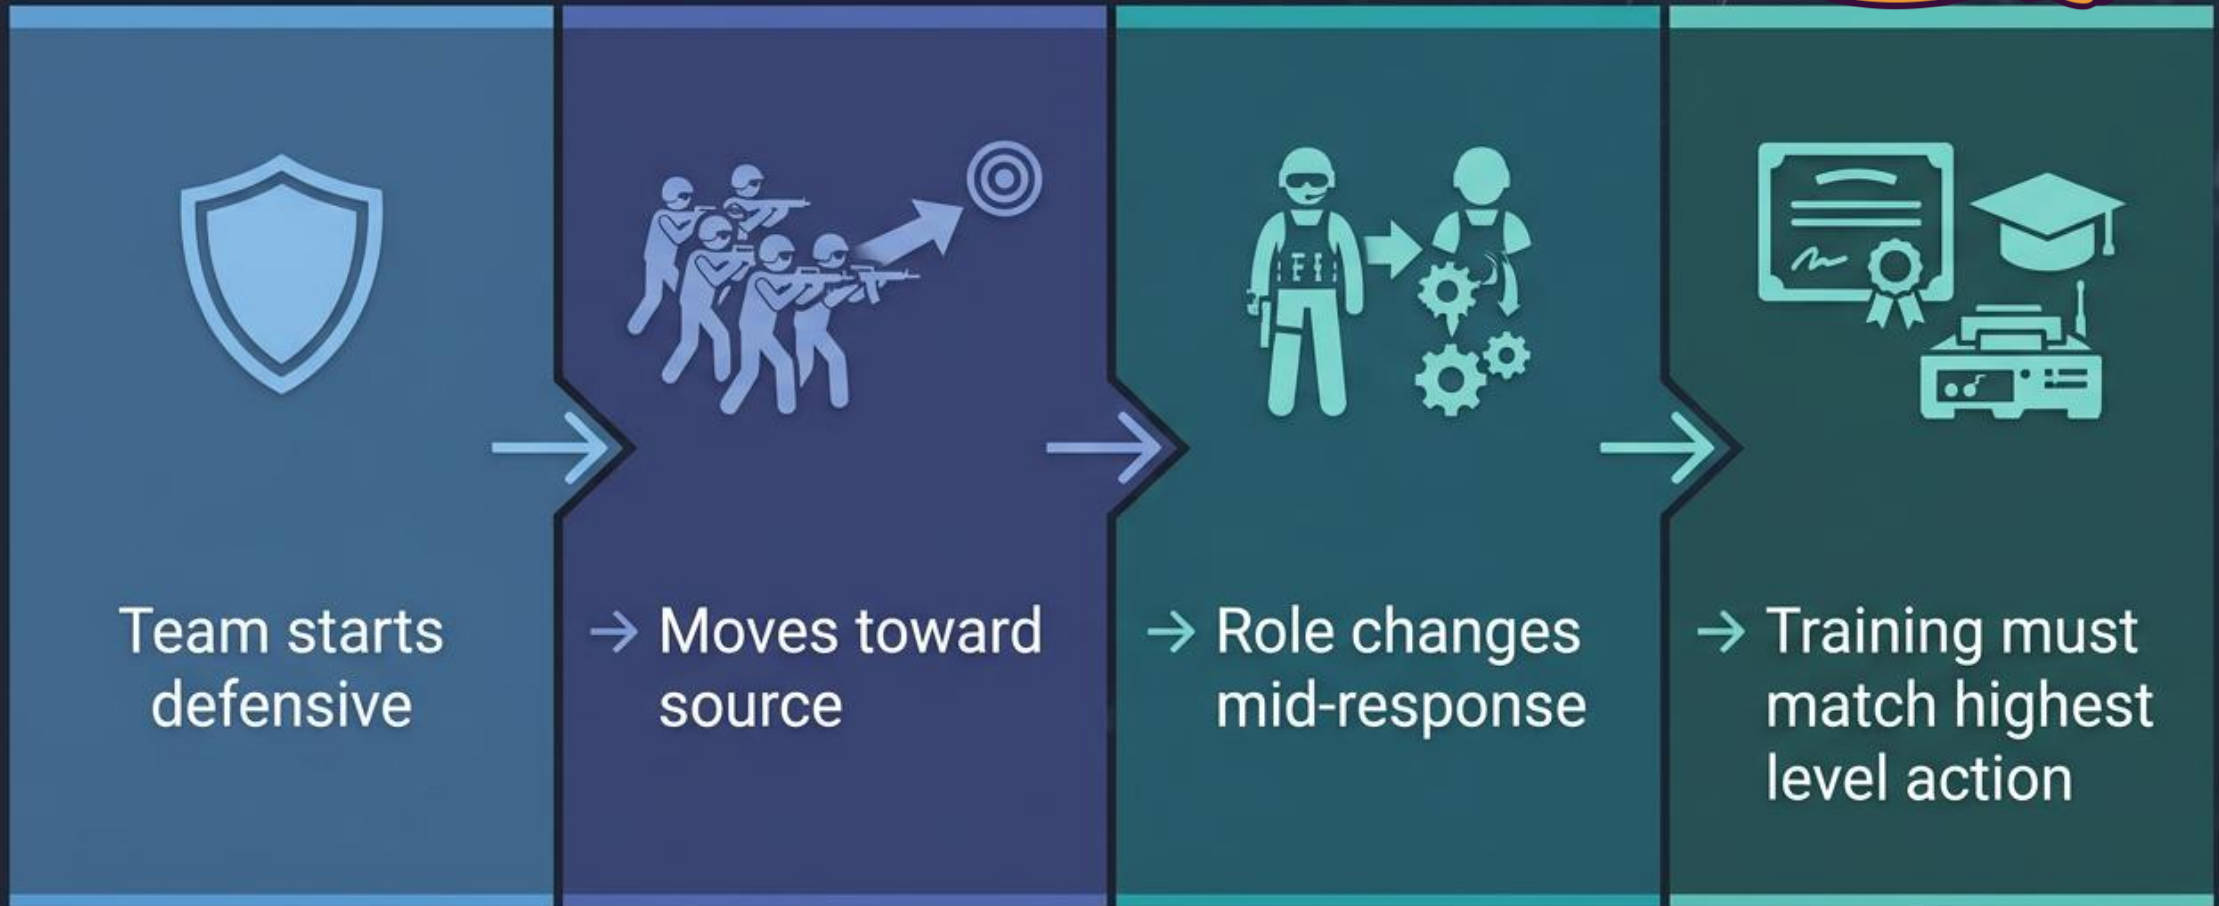 Team starts
defensive
→ Moves toward
source
→ Role changes
mid-response
→ Training must
match highest
level action